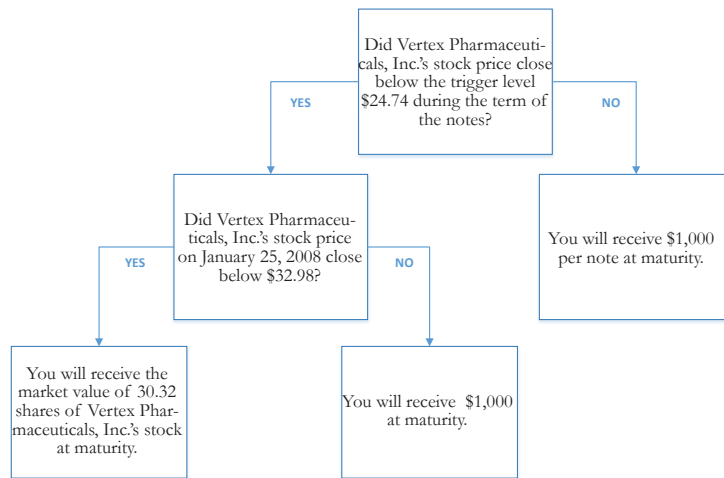 Did Vertex Pharmaceuti-
cals, Inc.'s stock price close
below the trigger level
$24.74 during the term of
the notes?
YES
NO
Did Vertex Pharmaceu-
ticals, Inc.'s stock price
on January 25, 2008 close
below $32.98?
You will receive $1,000
per note at maturity.
YES
NO
You will receive the
market value of 30.32
shares of Vertex Phar-
maceuticals, Inc.'s stock
at maturity.
You will receive $1,000
at maturity.